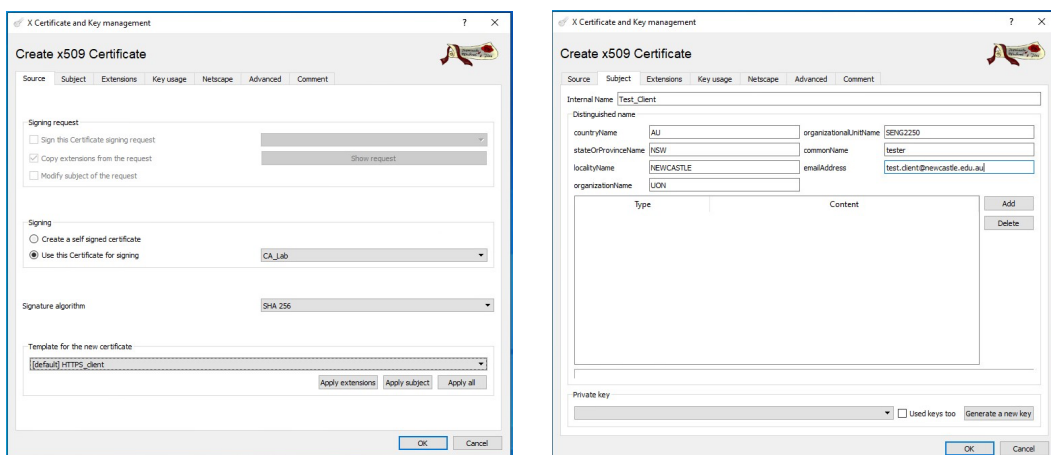 X Certificate and Key management ? X
Create x509 Certificate
Source Subject Extensions Key usage Netscape Advanced Comment
Signing request
Sign this Certificate signing request
Copy extensions from the request Show request
Modify subject of the request
Signing
Create a self signed certificate
Use this Certificate for signing CA_Lab
Signature algorithm SHA 256
Template for the new certificate
[default] HTTPS_client
Apply extensions Apply subject Apply all
OK Cancel
X Certificate and Key management ? X
Create x509 Certificate
Source Subject Extensions Key usage Netscape Advanced Comment
Internal Name Test_Client
Distinguished name
countryName AU organizationalUnitName SENG2250
stateOrProvinceName NSW commonName tester
localityName NEWCASTLE emailAddress test.client@newcastle.edu.au
organizationName UON
Type Content Add
Delete
Private key
Used keys too Generate a new key
OK Cancel